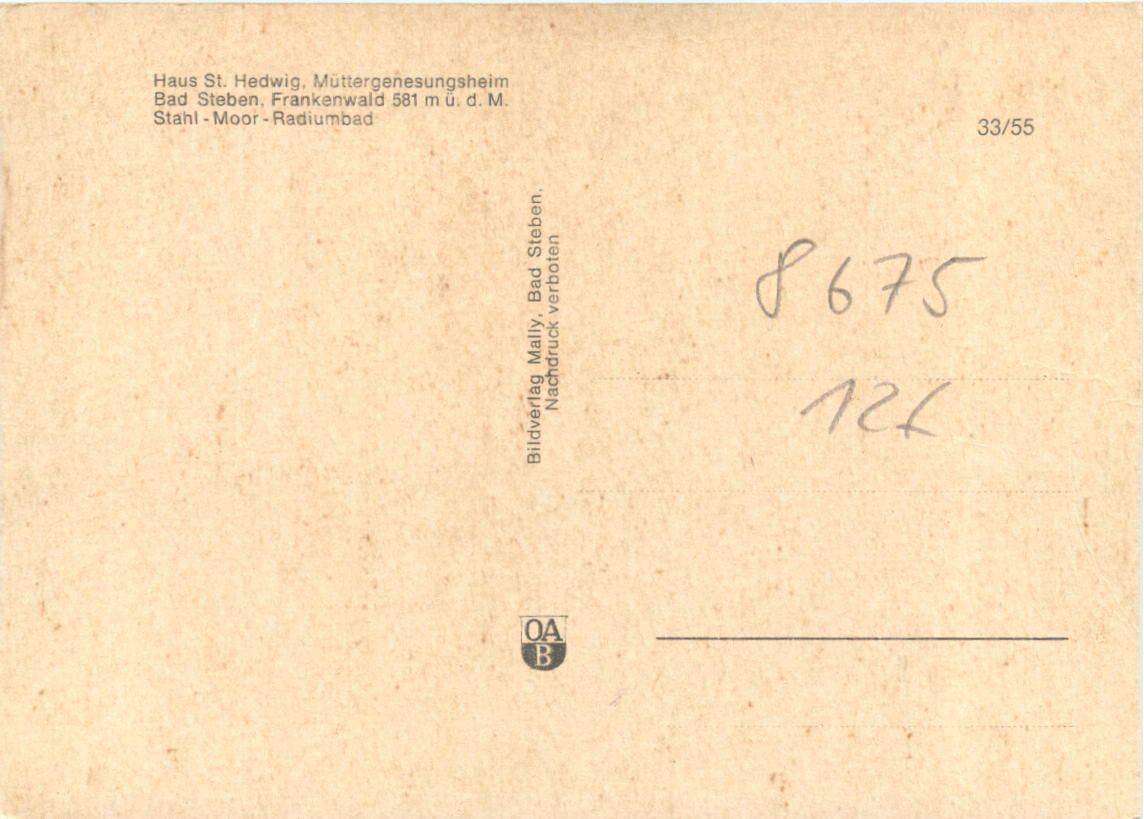 Haus St. Hedwig, Müttergenesungsheim
Bad Steben, Frankenwald 581 m ü. d. M.
Stahl - Moor - Radiumbad
33/55
Bildverlag Mally, Bad Steben.
Nachdruck verboten
8675
12
OA
B